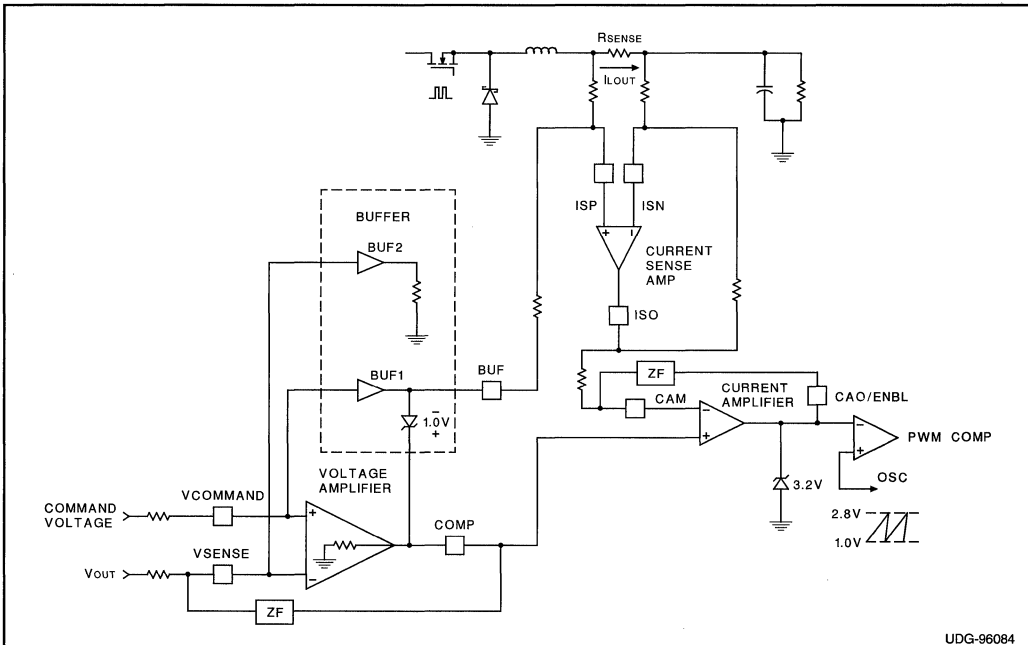 RSENSE
ILOUT
ISP
ISN
+
−
CURRENT
SENSE
AMP
ISO
BUFFER
BUF2
BUF1
BUF
− 1.0V +
ZF
CAM
CURRENT
AMPLIFIER
−
+
CAO/ENBL
−
+
PWM COMP
OSC
3.2V
2.8V
1.0V
VOLTAGE
AMPLIFIER
COMMAND
VOLTAGE
VCOMMAND
+
−
COMP
VSENSE
VOUT
ZF
UDG-96084